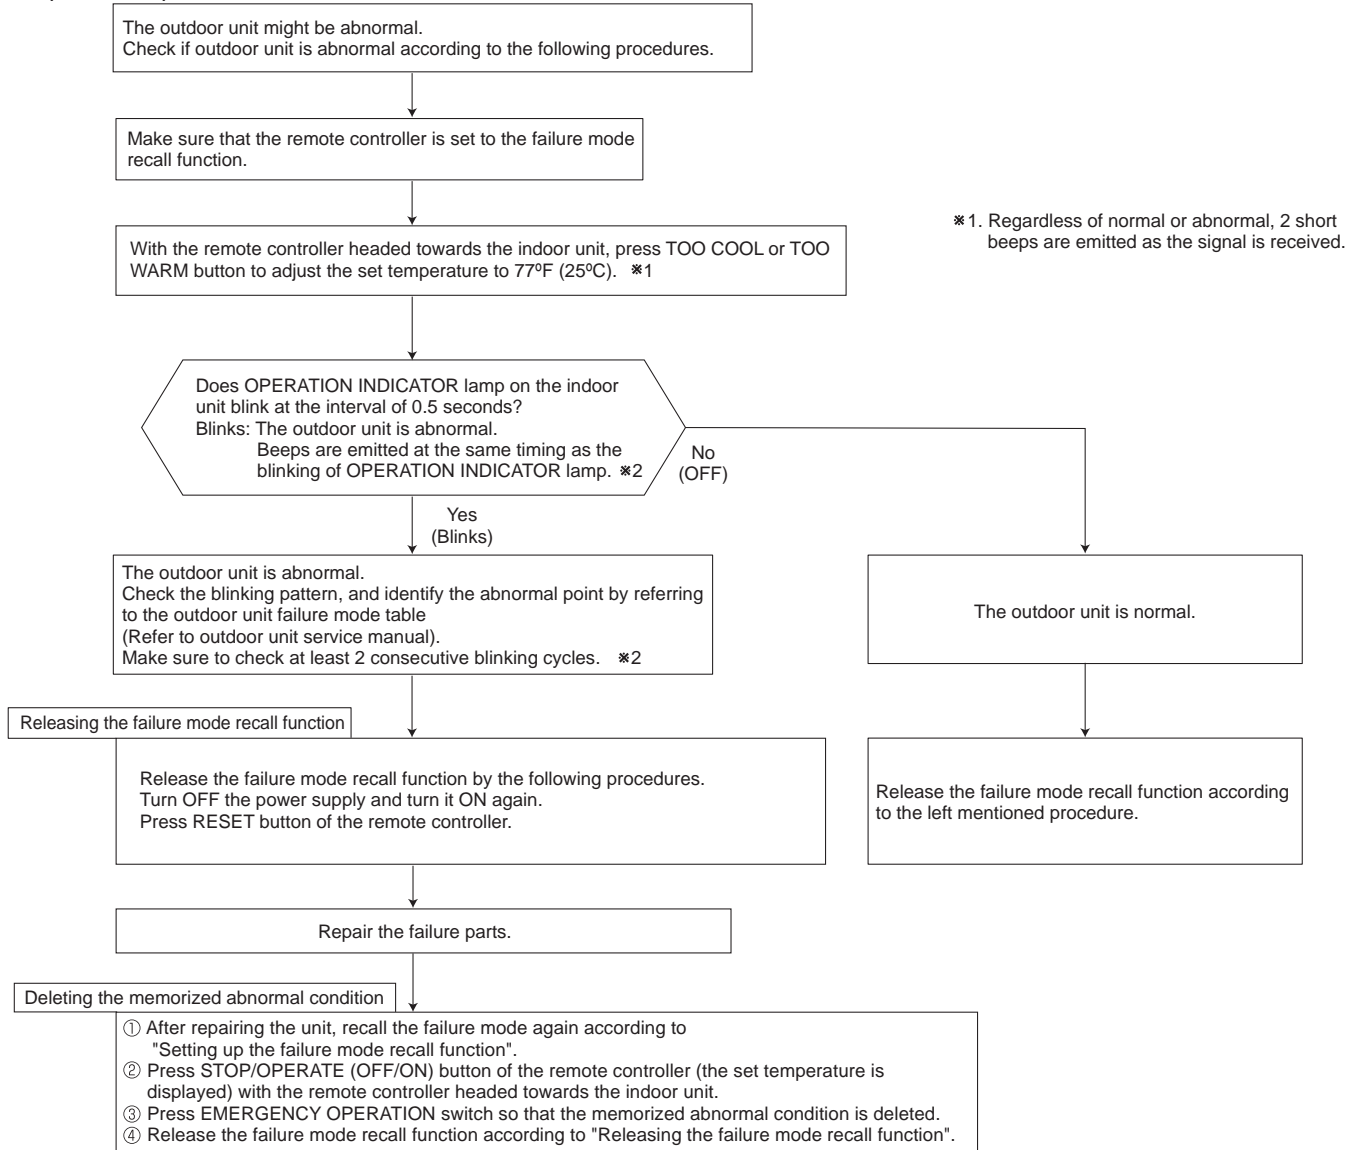 The outdoor unit might be abnormal.
Check if outdoor unit is abnormal according to the following procedures.
Make sure that the remote controller is set to the failure mode
recall function.
With the remote controller headed towards the indoor unit, press TOO COOL or TOO
WARM button to adjust the set temperature to 77ºF (25ºC). ※1
※1. Regardless of normal or abnormal, 2 short
beeps are emitted as the signal is received.
Does OPERATION INDICATOR lamp on the indoor
unit blink at the interval of 0.5 seconds?
Blinks: The outdoor unit is abnormal.
Beeps are emitted at the same timing as the
blinking of OPERATION INDICATOR lamp. ※2
No
(OFF)
Yes
(Blinks)
The outdoor unit is abnormal.
Check the blinking pattern, and identify the abnormal point by referring
to the outdoor unit failure mode table
(Refer to outdoor unit service manual).
Make sure to check at least 2 consecutive blinking cycles. ※2
The outdoor unit is normal.
Releasing the failure mode recall function
Release the failure mode recall function by the following procedures.
Turn OFF the power supply and turn it ON again.
Press RESET button of the remote controller.
Release the failure mode recall function according
to the left mentioned procedure.
Repair the failure parts.
Deleting the memorized abnormal condition
① After repairing the unit, recall the failure mode again according to
"Setting up the failure mode recall function".
② Press STOP/OPERATE (OFF/ON) button of the remote controller (the set temperature is
displayed) with the remote controller headed towards the indoor unit.
③ Press EMERGENCY OPERATION switch so that the memorized abnormal condition is deleted.
④ Release the failure mode recall function according to "Releasing the failure mode recall function".